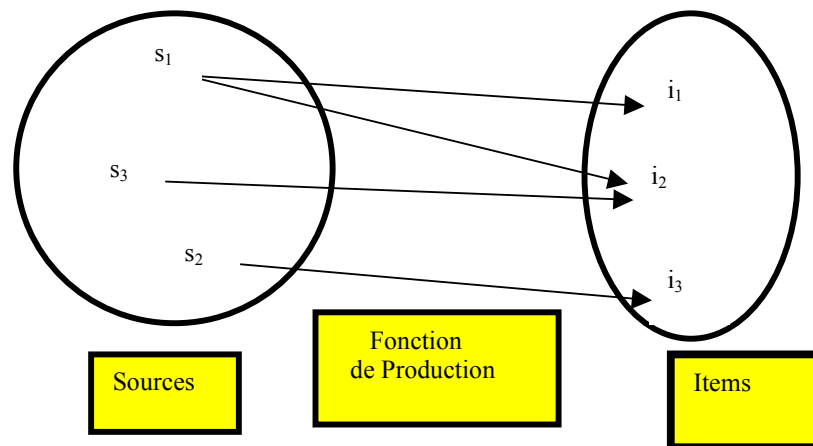 s₁
i₁
s₃
i₂
s₂
i₃
Fonction
de Production
Sources
Items